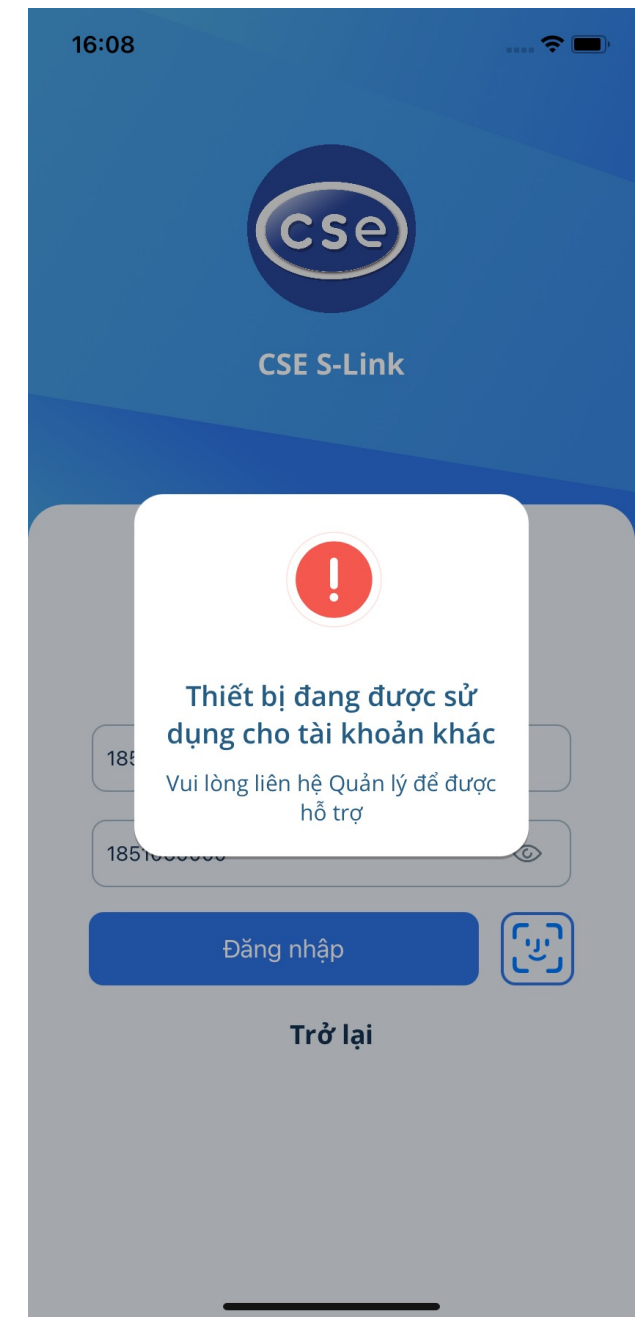 16:08
cse
CSE S-Link
Thiết bị đang được sử
dụng cho tài khoản khác
Vui lòng liên hệ Quản lý để được
hỗ trợ
Đăng nhập
Trở lại